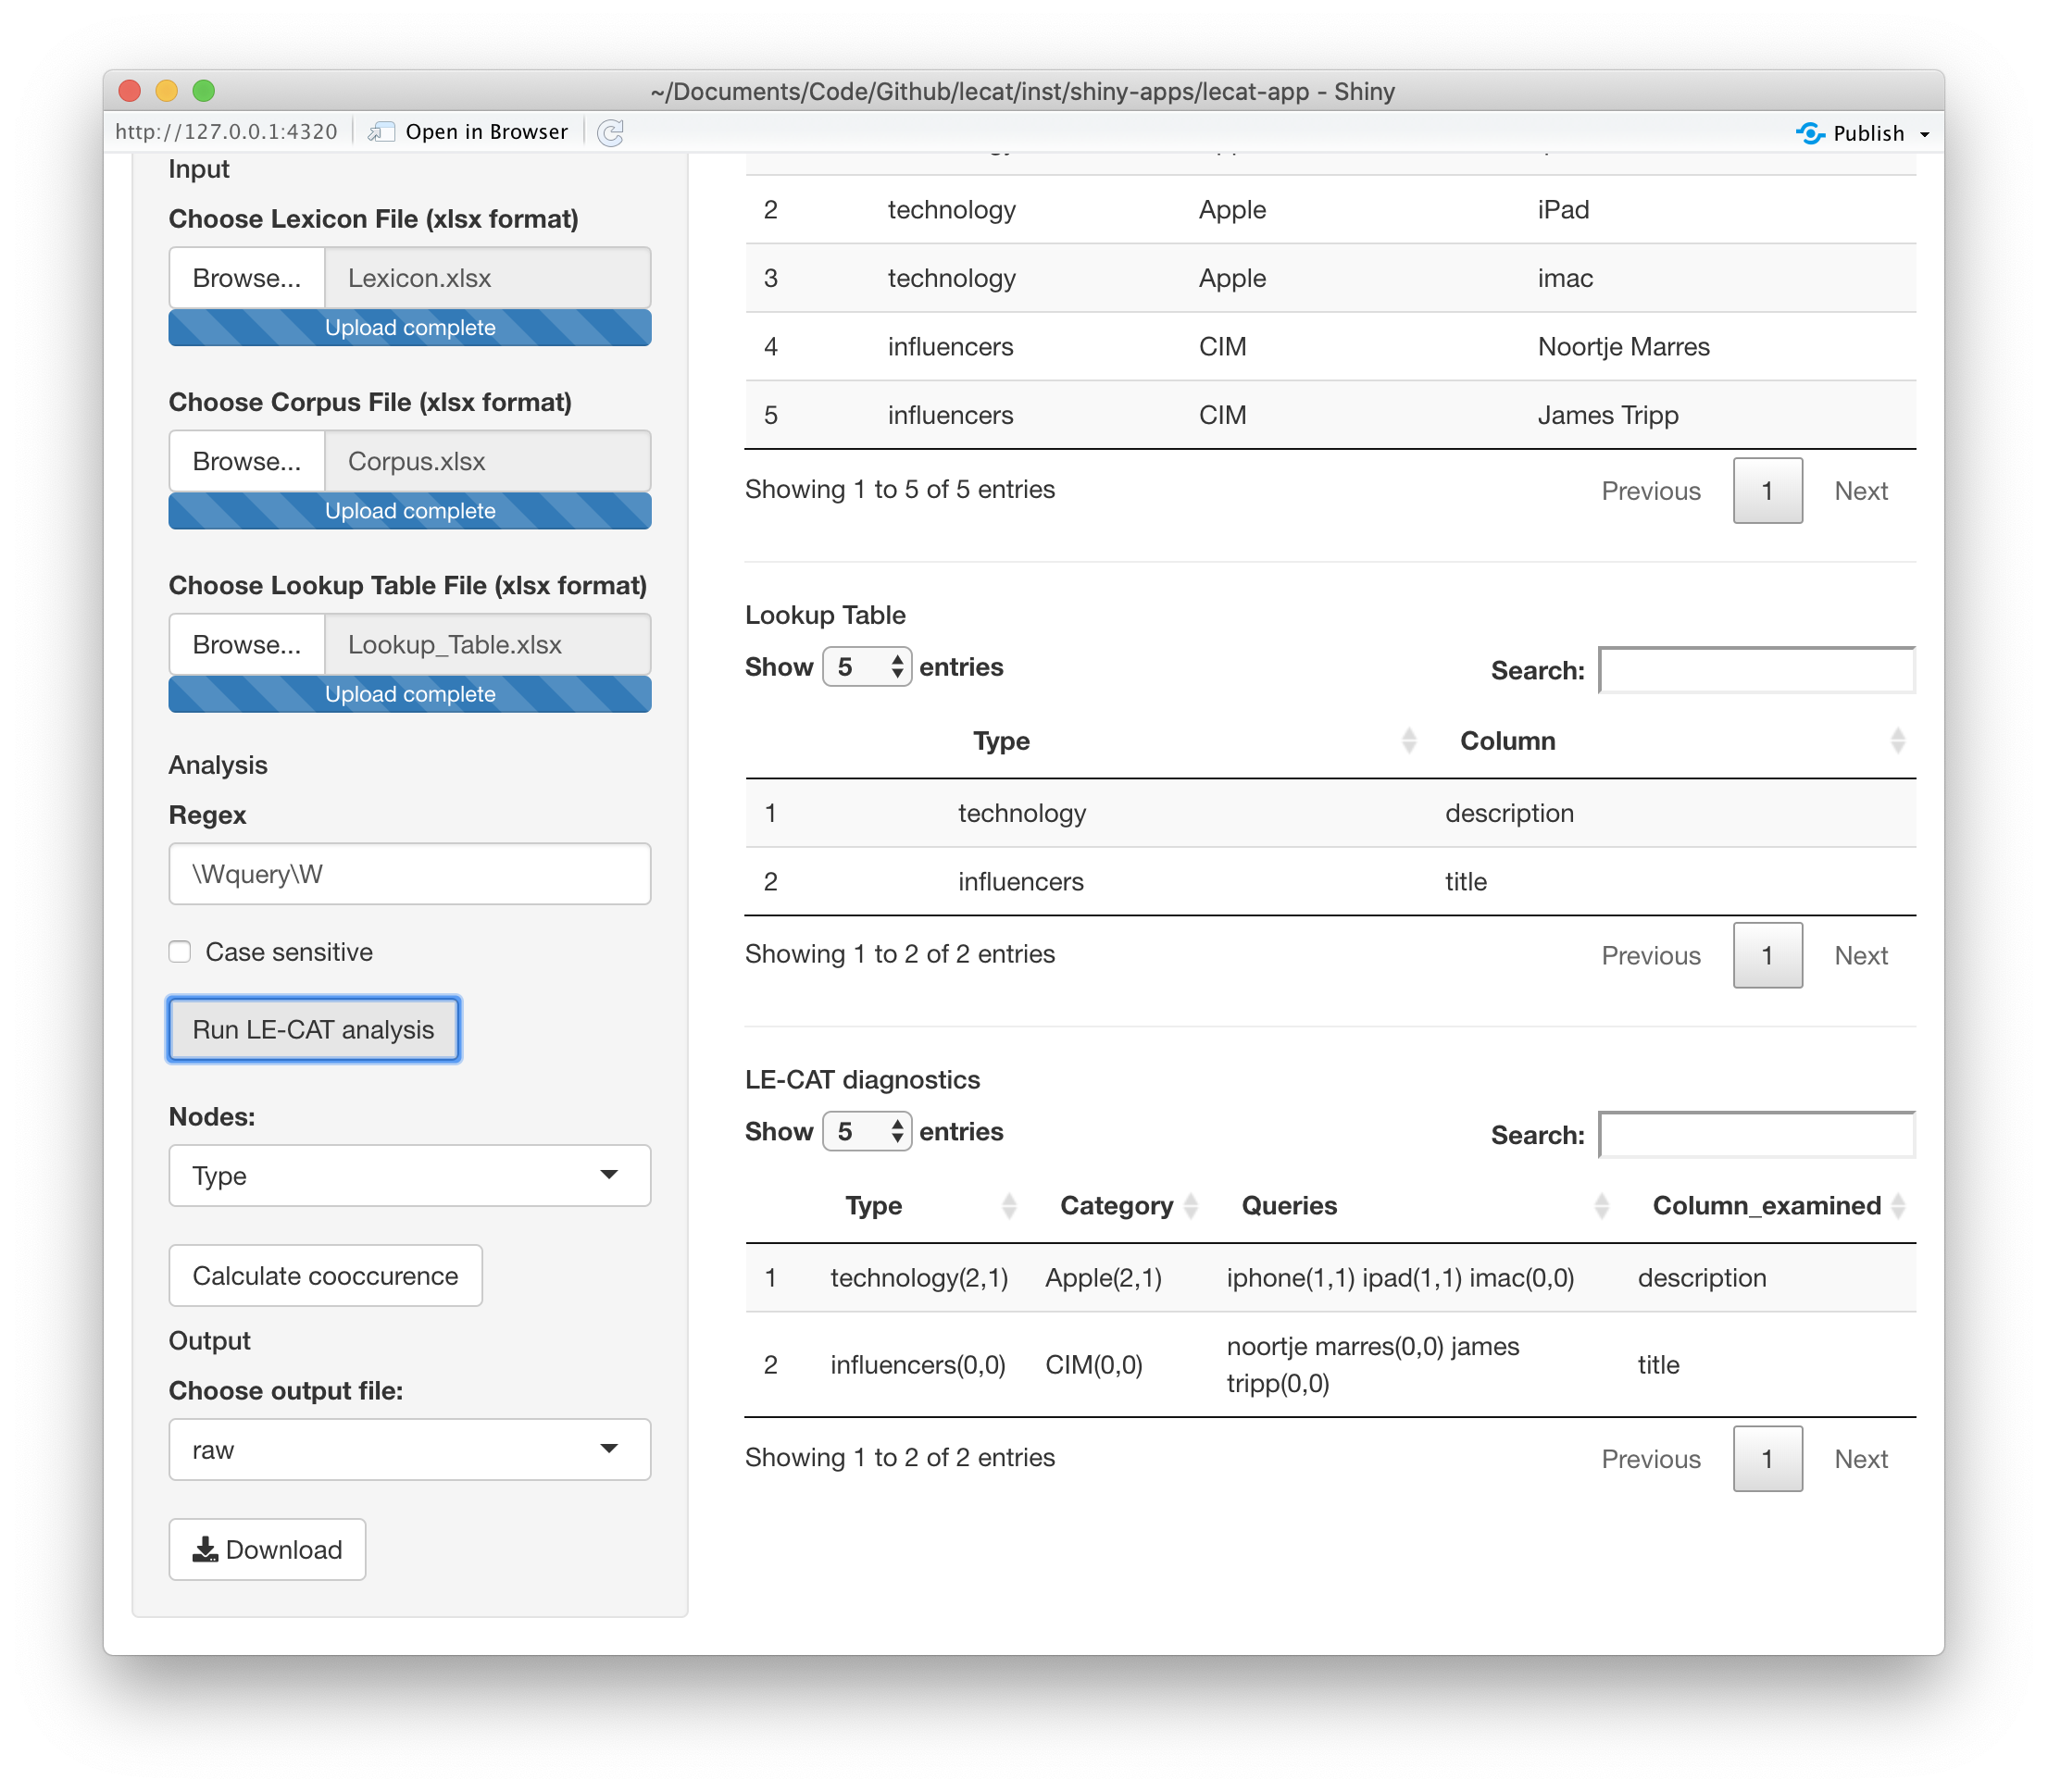 ~/Documents/Code/Github/lecat/inst/shiny-apps/lecat-app - Shiny
http://127.0.0.1:4320 Open in Browser Publish
Input
Choose Lexicon File (xlsx format)
Browse... Lexicon.xlsx
Upload complete
Choose Corpus File (xlsx format)
Browse... Corpus.xlsx
Upload complete
Choose Lookup Table File (xlsx format)
Browse... Lookup_Table.xlsx
Upload complete
Analysis
Regex
\Wquery\W
Case sensitive
Run LE-CAT analysis
Nodes:
Type
Calculate cooccurence
Output
Choose output file:
raw
Download
2 technology Apple iPad
3 technology Apple imac
4 influencers CIM Noortje Marres
5 influencers CIM James Tripp
Showing 1 to 5 of 5 entries Previous 1 Next
Lookup Table
Show 5 entries Search:
Type Column
1 technology description
2 influencers title
Showing 1 to 2 of 2 entries Previous 1 Next
LE-CAT diagnostics
Show 5 entries Search:
Type Category Queries Column_examined
1 technology(2,1) Apple(2,1) iphone(1,1) ipad(1,1) imac(0,0) description
2 influencers(0,0) CIM(0,0) noortje marres(0,0) james
tripp(0,0) title
Showing 1 to 2 of 2 entries Previous 1 Next